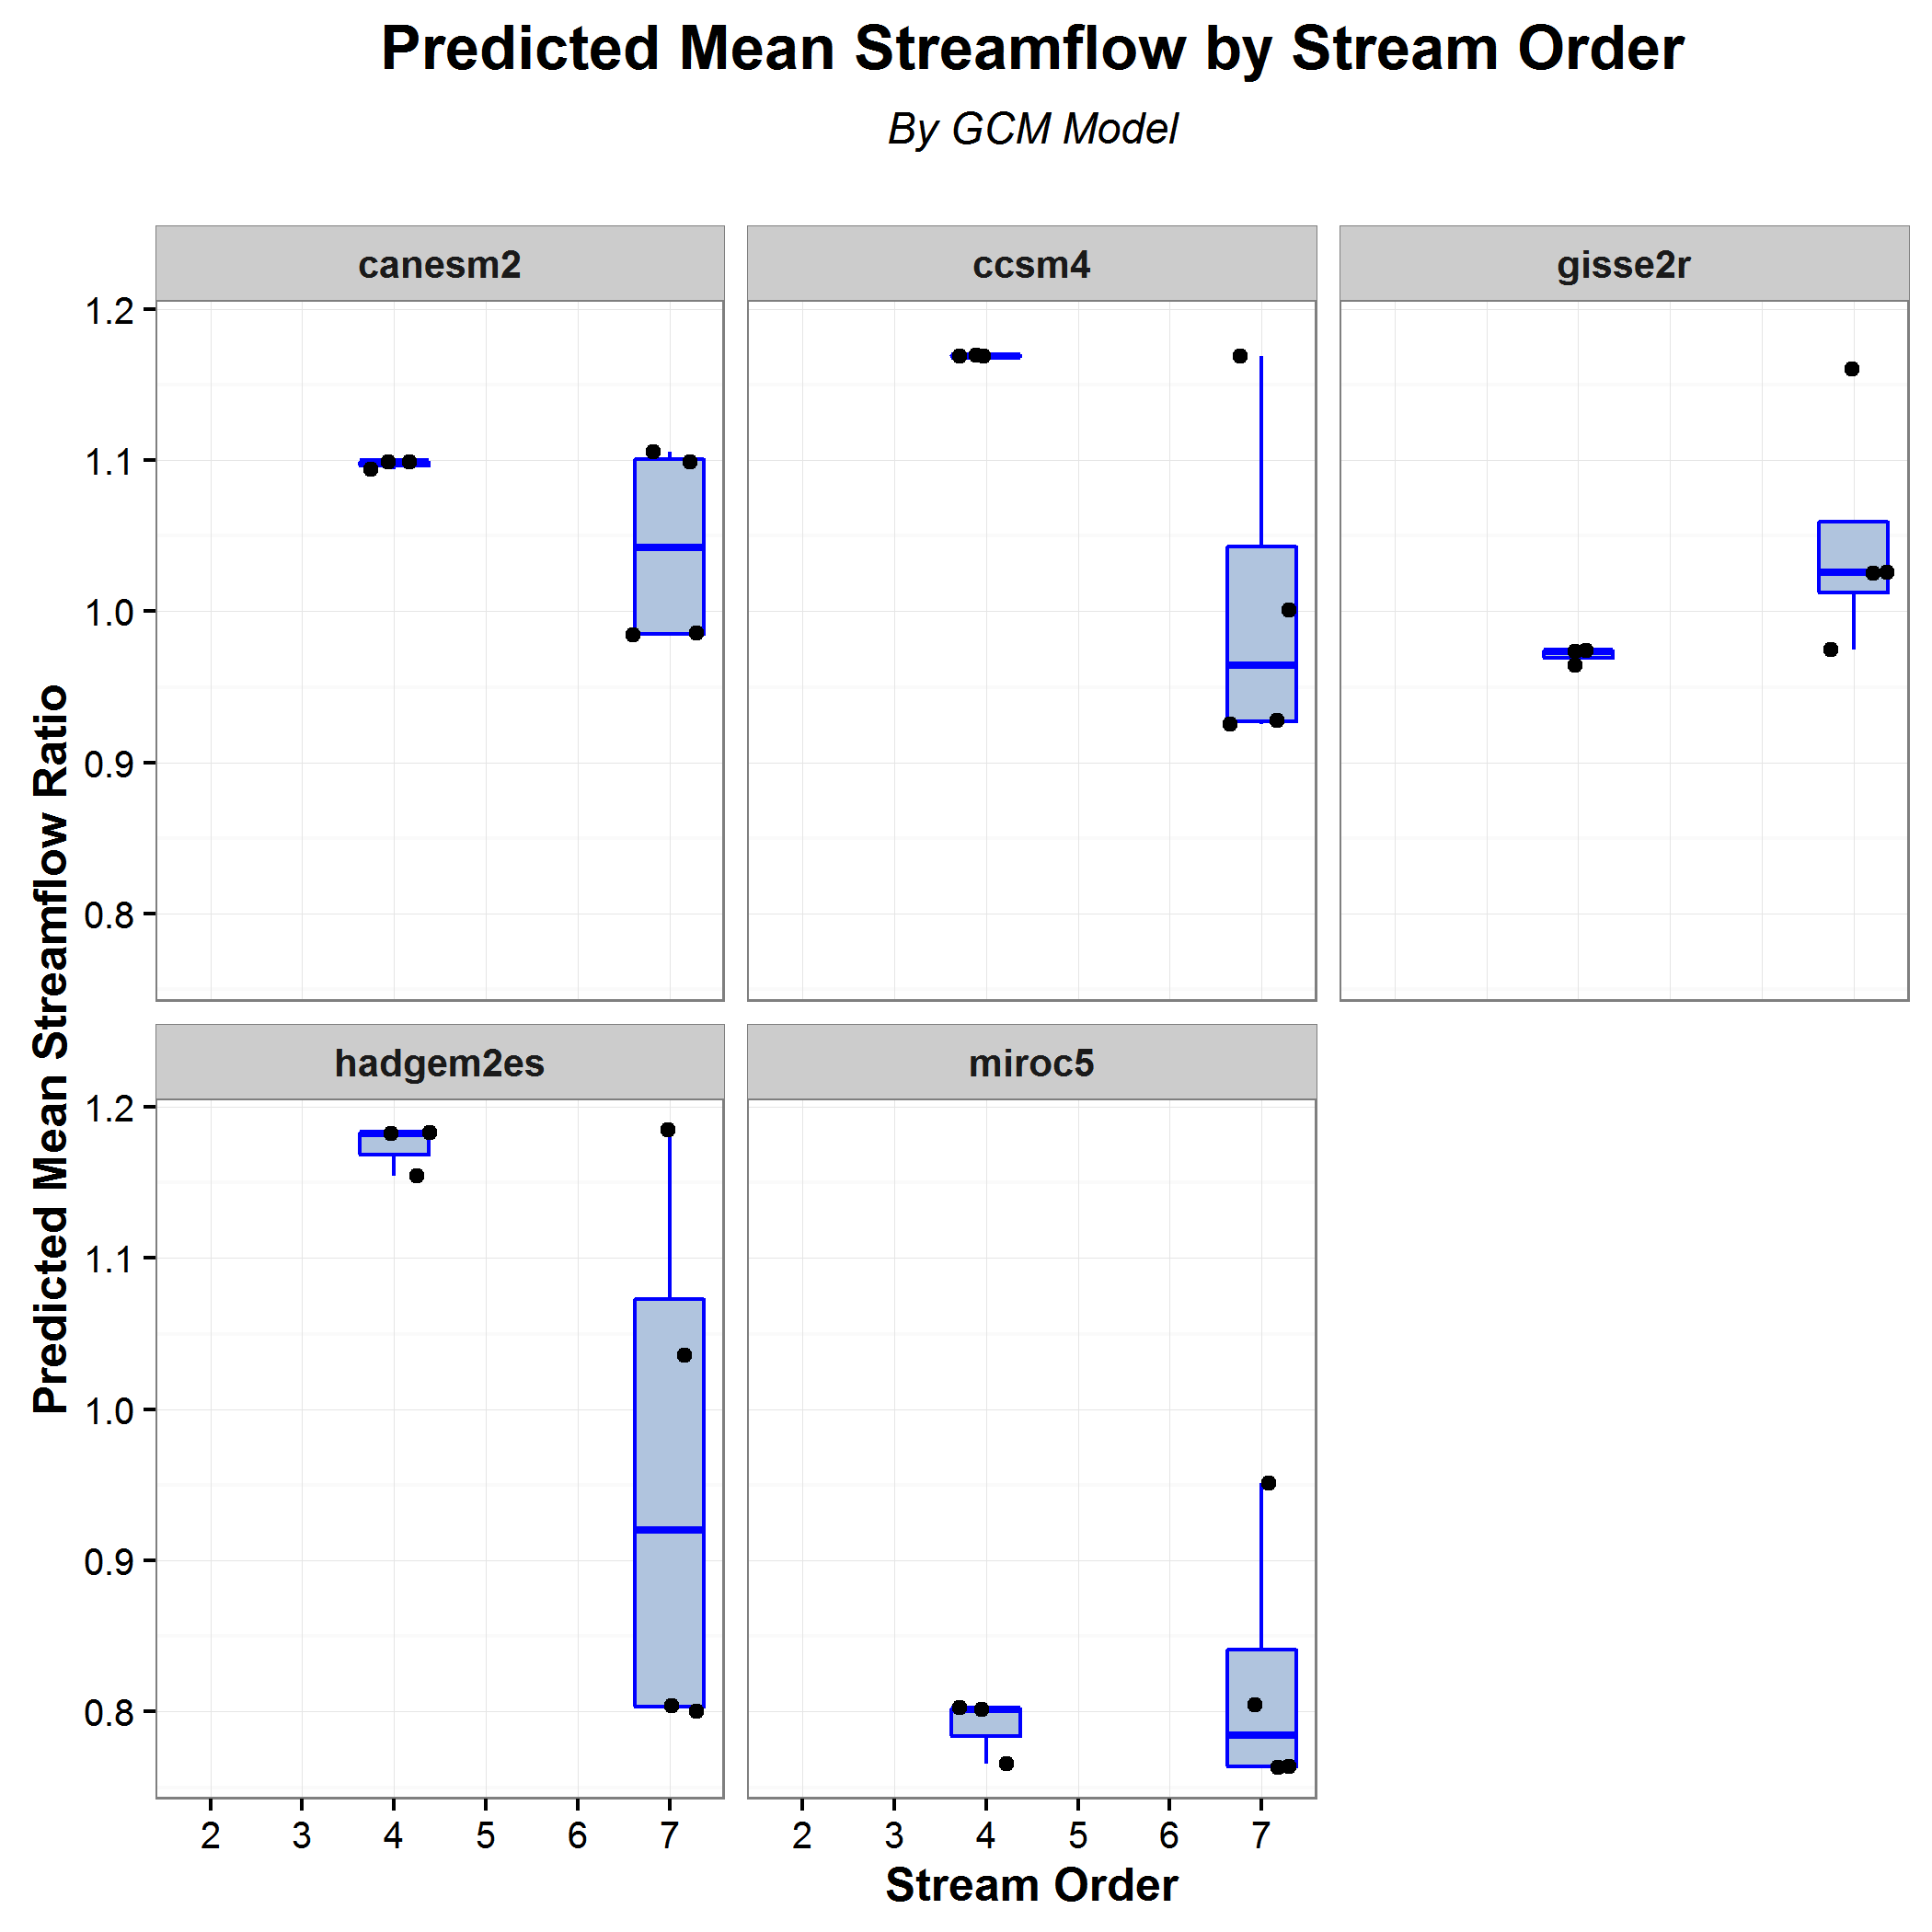 Predicted Mean Streamflow by Stream Order
By GCM Model
canesm2 ccsm4 gisse2r
1.2
1.1
1.0
0.9
0.8
Predicted Mean Streamflow Ratio
hadgem2es miroc5
1.2
1.1
1.0
0.9
0.8
2 3 4 5 6 7 2 3 4 5 6 7
Stream Order